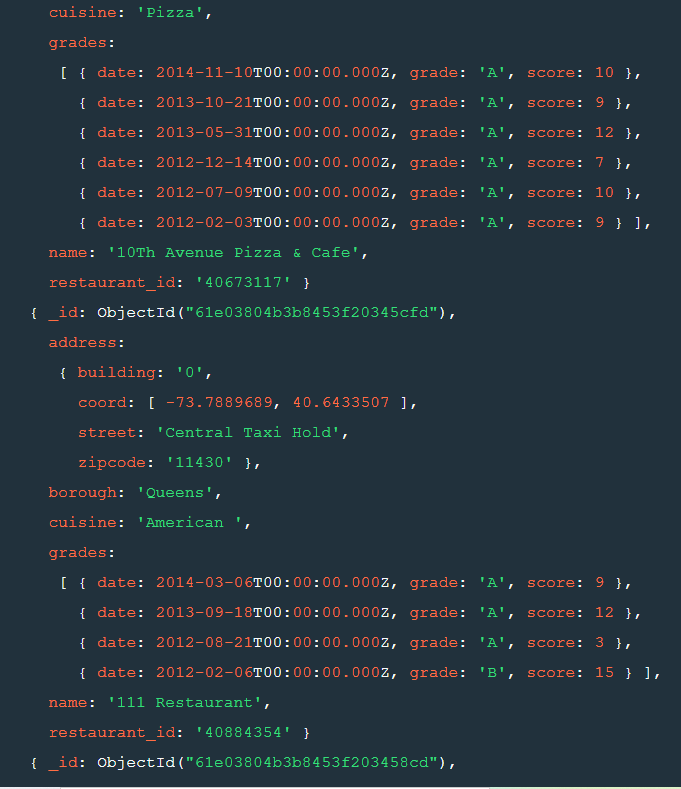 cuisine: 'Pizza',
grades:
[ { date: 2014-11-10T00:00:00.000Z, grade: 'A', score: 10 },
{ date: 2013-10-21T00:00:00.000Z, grade: 'A', score: 9 },
{ date: 2013-05-31T00:00:00.000Z, grade: 'A', score: 12 },
{ date: 2012-12-14T00:00:00.000Z, grade: 'A', score: 7 },
{ date: 2012-07-09T00:00:00.000Z, grade: 'A', score: 10 },
{ date: 2012-02-03T00:00:00.000Z, grade: 'A', score: 9 } ],
name: '10Th Avenue Pizza & Cafe',
restaurant_id: '40673117' }
{ _id: ObjectId("61e03804b3b8453f20345cfd"),
address:
{ building: '0',
coord: [ -73.7889689, 40.6433507 ],
street: 'Central Taxi Hold',
zipcode: '11430' },
borough: 'Queens',
cuisine: 'American ',
grades:
[ { date: 2014-03-06T00:00:00.000Z, grade: 'A', score: 9 },
{ date: 2013-09-18T00:00:00.000Z, grade: 'A', score: 12 },
{ date: 2012-08-21T00:00:00.000Z, grade: 'A', score: 3 },
{ date: 2012-02-06T00:00:00.000Z, grade: 'B', score: 15 } ],
name: '111 Restaurant',
restaurant_id: '40884354' }
{ _id: ObjectId("61e03804b3b8453f203458cd"),